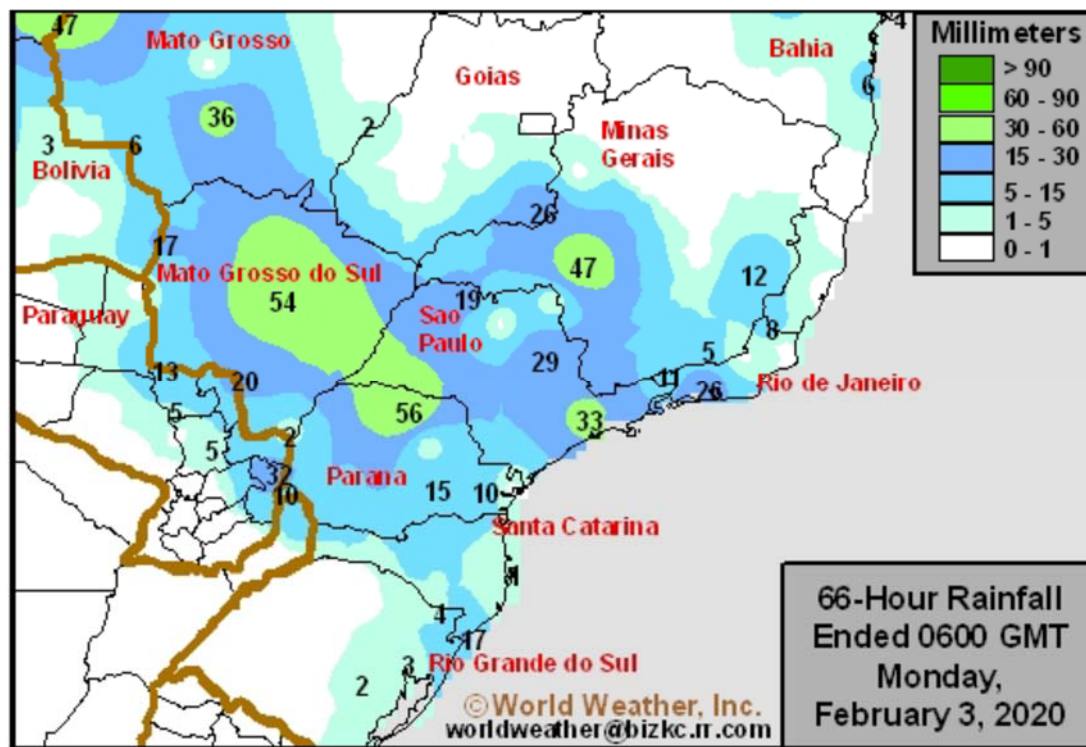 47
Mato Grosso
Bahia
4
Millimeters
> 90
60 - 90
30 - 60
15 - 30
5 - 15
1 - 5
0 - 1
Goias
6
36
2
Minas
Gerais
3
6
Bolivia
26
17
47
12
Mato Grosso do Sul
54
19
Paraguay
Sao
Paulo
8
5
29
13
20
11
26
Rio de Janeiro
5
56
33
2
5
32
Parana
10
15
10
Santa Catarina
4
17
3
Rio Grande do Sul
2
©World Weather, Inc.
worldweather@bizkc.rr.com
66-Hour Rainfall
Ended 0600 GMT
Monday,
February 3, 2020